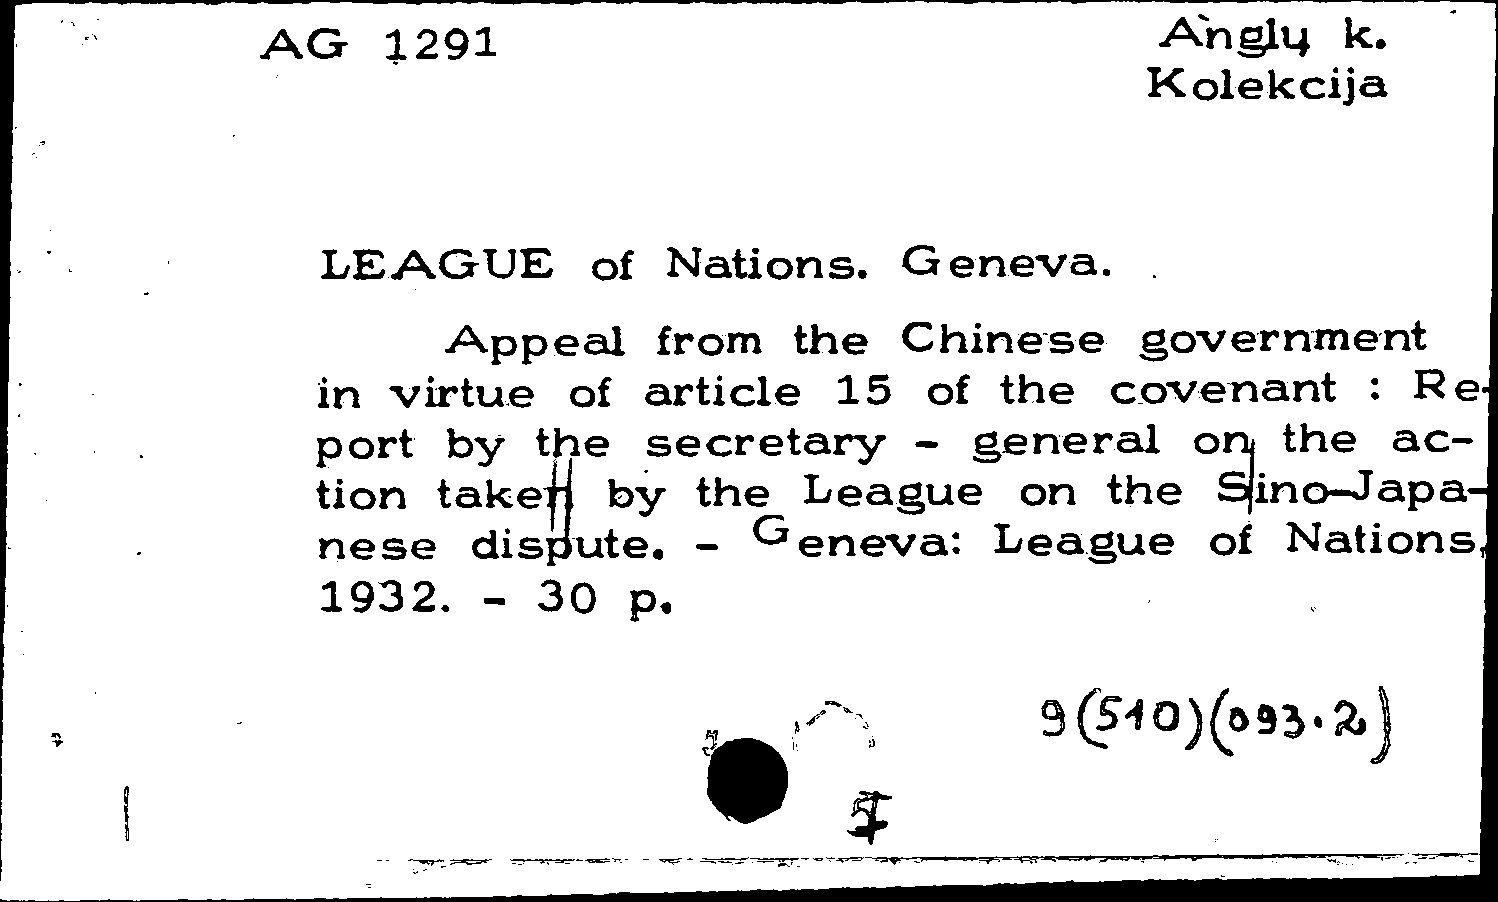 AG 1291
Anglų k.
Kolekcija
LEAGUE of Nations. Geneva.
Appeal from the Chinese government
in virtue of article 15 of the covenant : Re-
port by the secretary - general on the ac-
tion taken by the League on the Sino-Japa-
nese dispute. - Geneva: League of Nations,
1932. - 30 p.
9(510)(093.2)